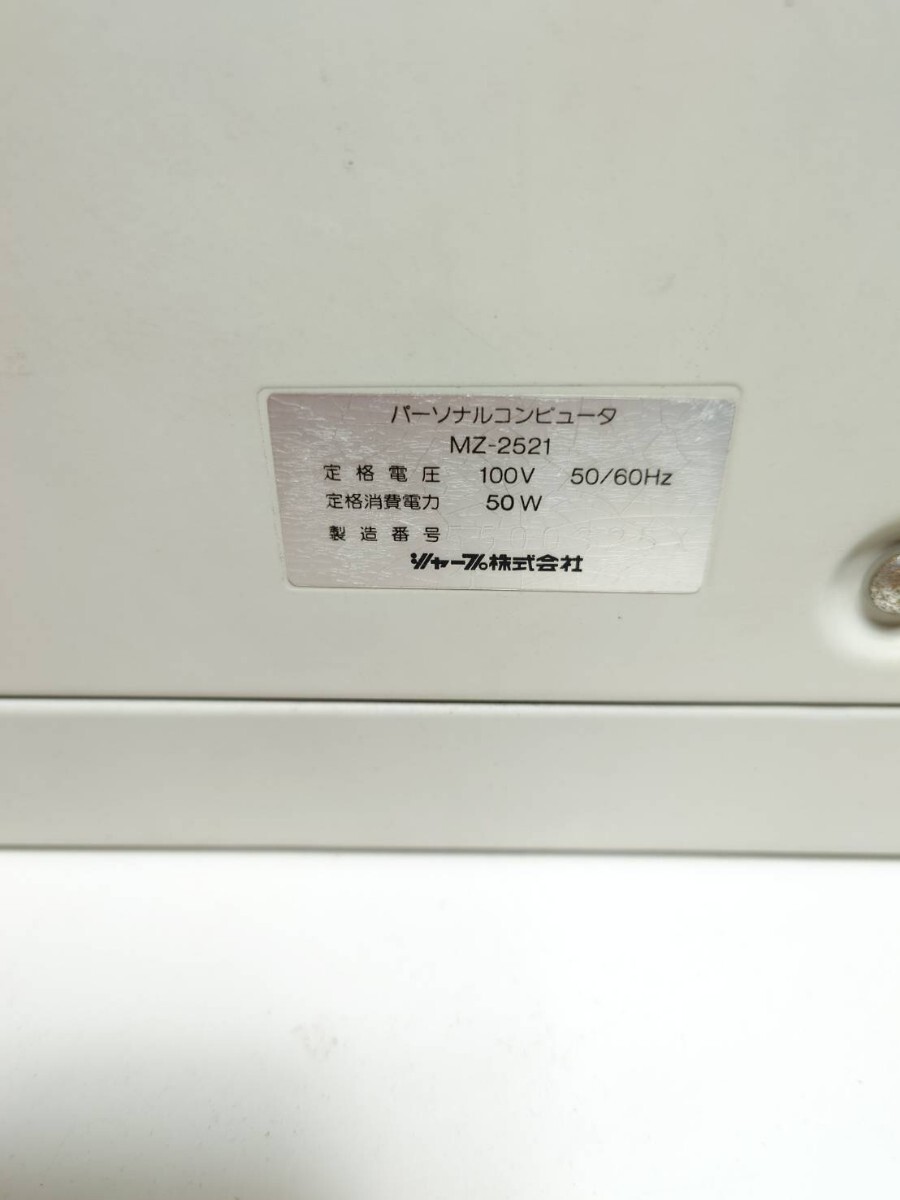 パーソナルコンピュータ
MZ-2521
定格電圧 100V 50/60Hz
定格消費電力 50W
製造番号
シャープ株式会社